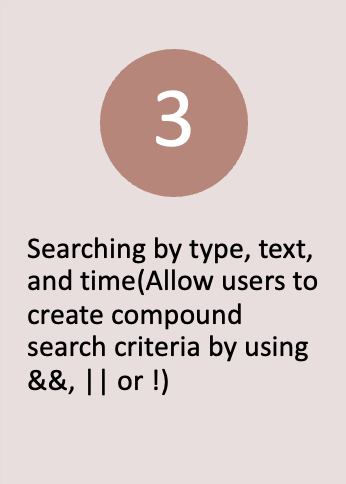 3
Searching by type, text,
and time(Allow users to
create compound
search criteria by using
&&, || or !)